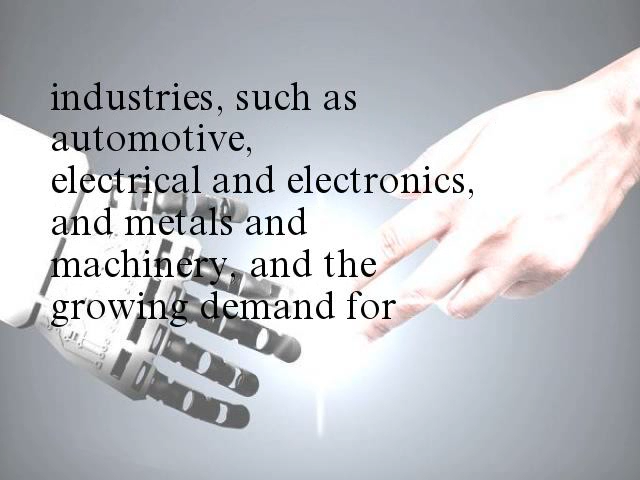 industries, such as
automotive,
electrical and electronics,
and metals and
machinery, and the
growing demand for